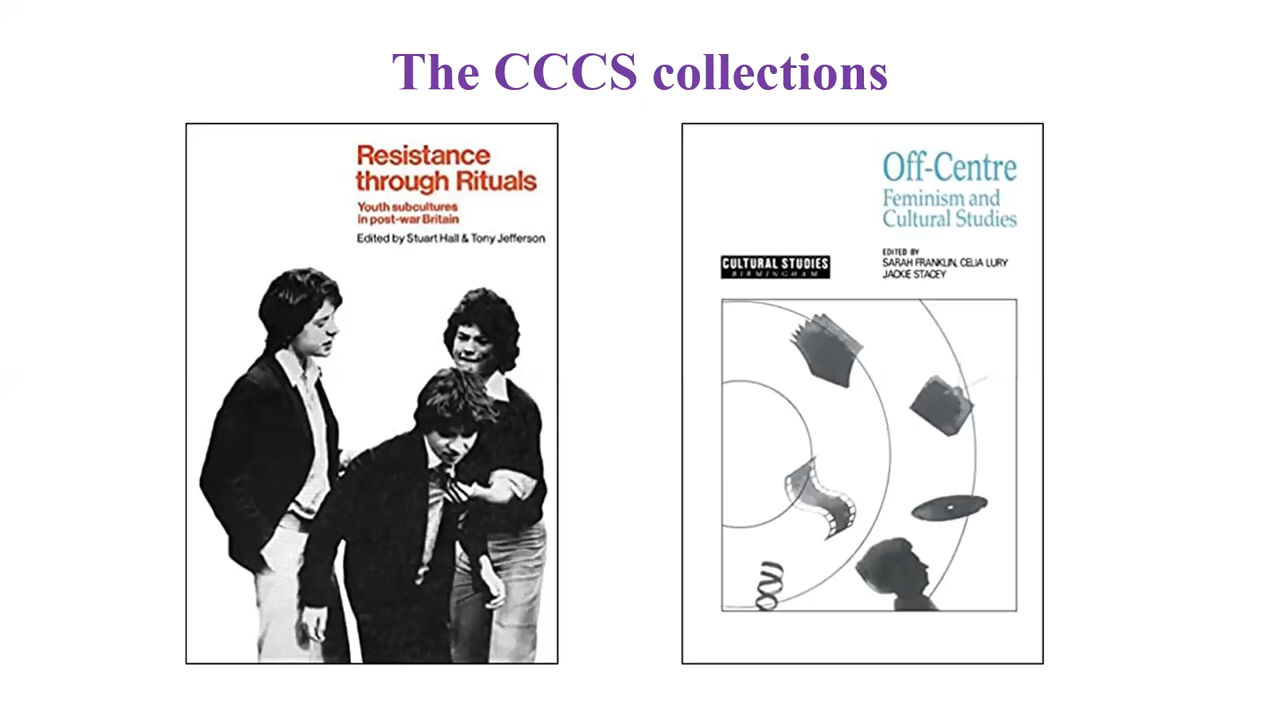 The CCCS collections
Resistance
through Rituals
Youth subcultures
in post-war Britain
Edited by Stuart Hall & Tony Jefferson
Off-Centre
Feminism and
Cultural Studies
CULTURAL STUDIES
BIRMINGHAM
EDITED BY
SARAH FRANKLIN, CELIA LURY
JACKIE STACEY